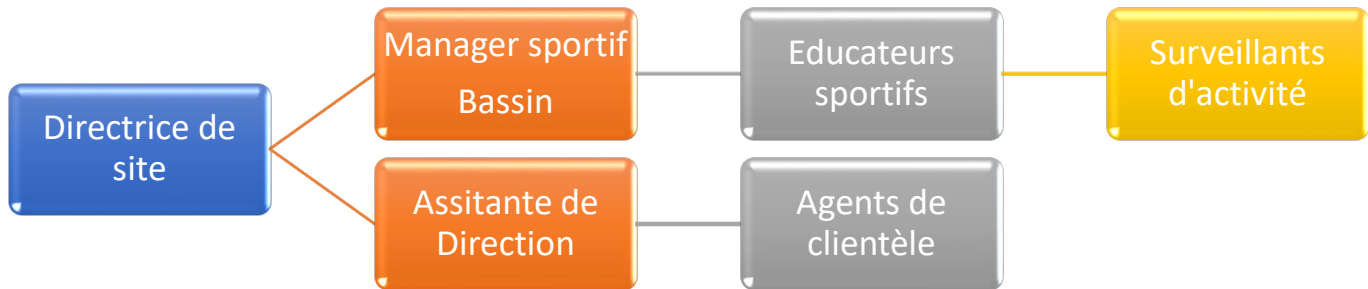 Directrice de
site
Manager sportif
Bassin
Educateurs
sportifs
Surveillants
d'activité
Assitante de
Direction
Agents de
clientèle